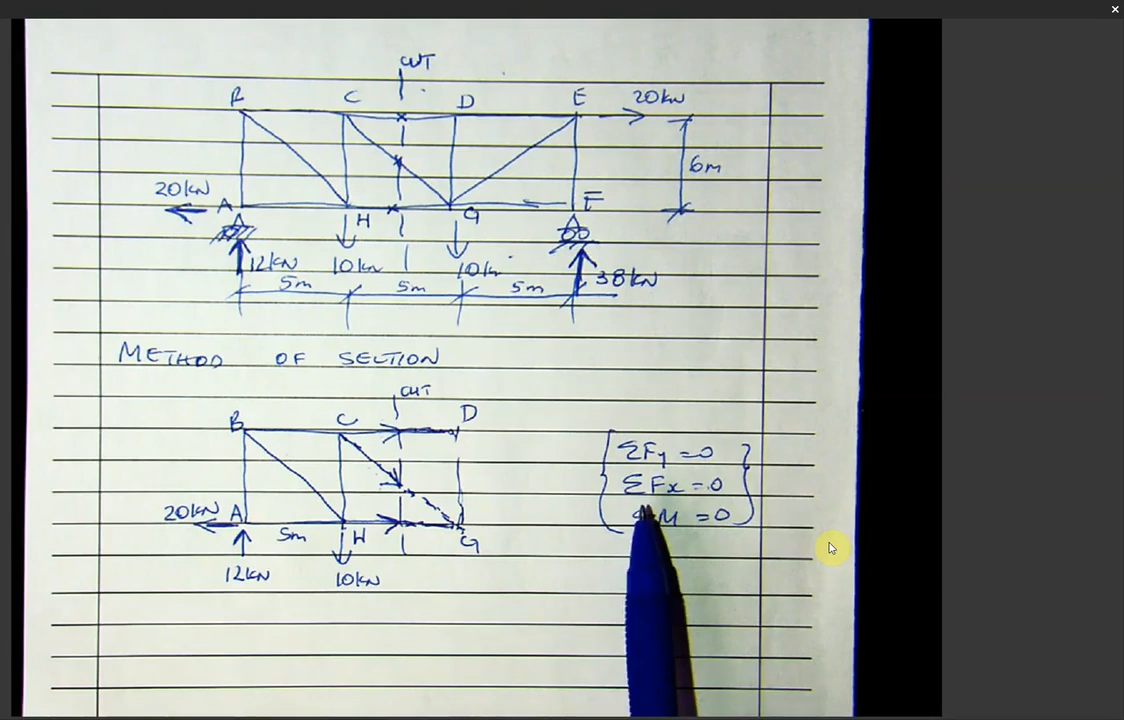 CUT
B C D E 20kN
6m
20kN A H G F
12kN 10kN 10kN 38kN
5m 5m 5m
METHOD OF SECTION
CUT
B C D
ΣFy =0
ΣFx =0
M =0
20kN A 5m H G
12kN 10kN